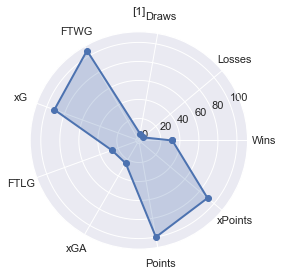 [1]
Draws
FTWG
Losses
xG
0
20
40
60
80
100
Wins
FTLG
xPoints
xGA
Points